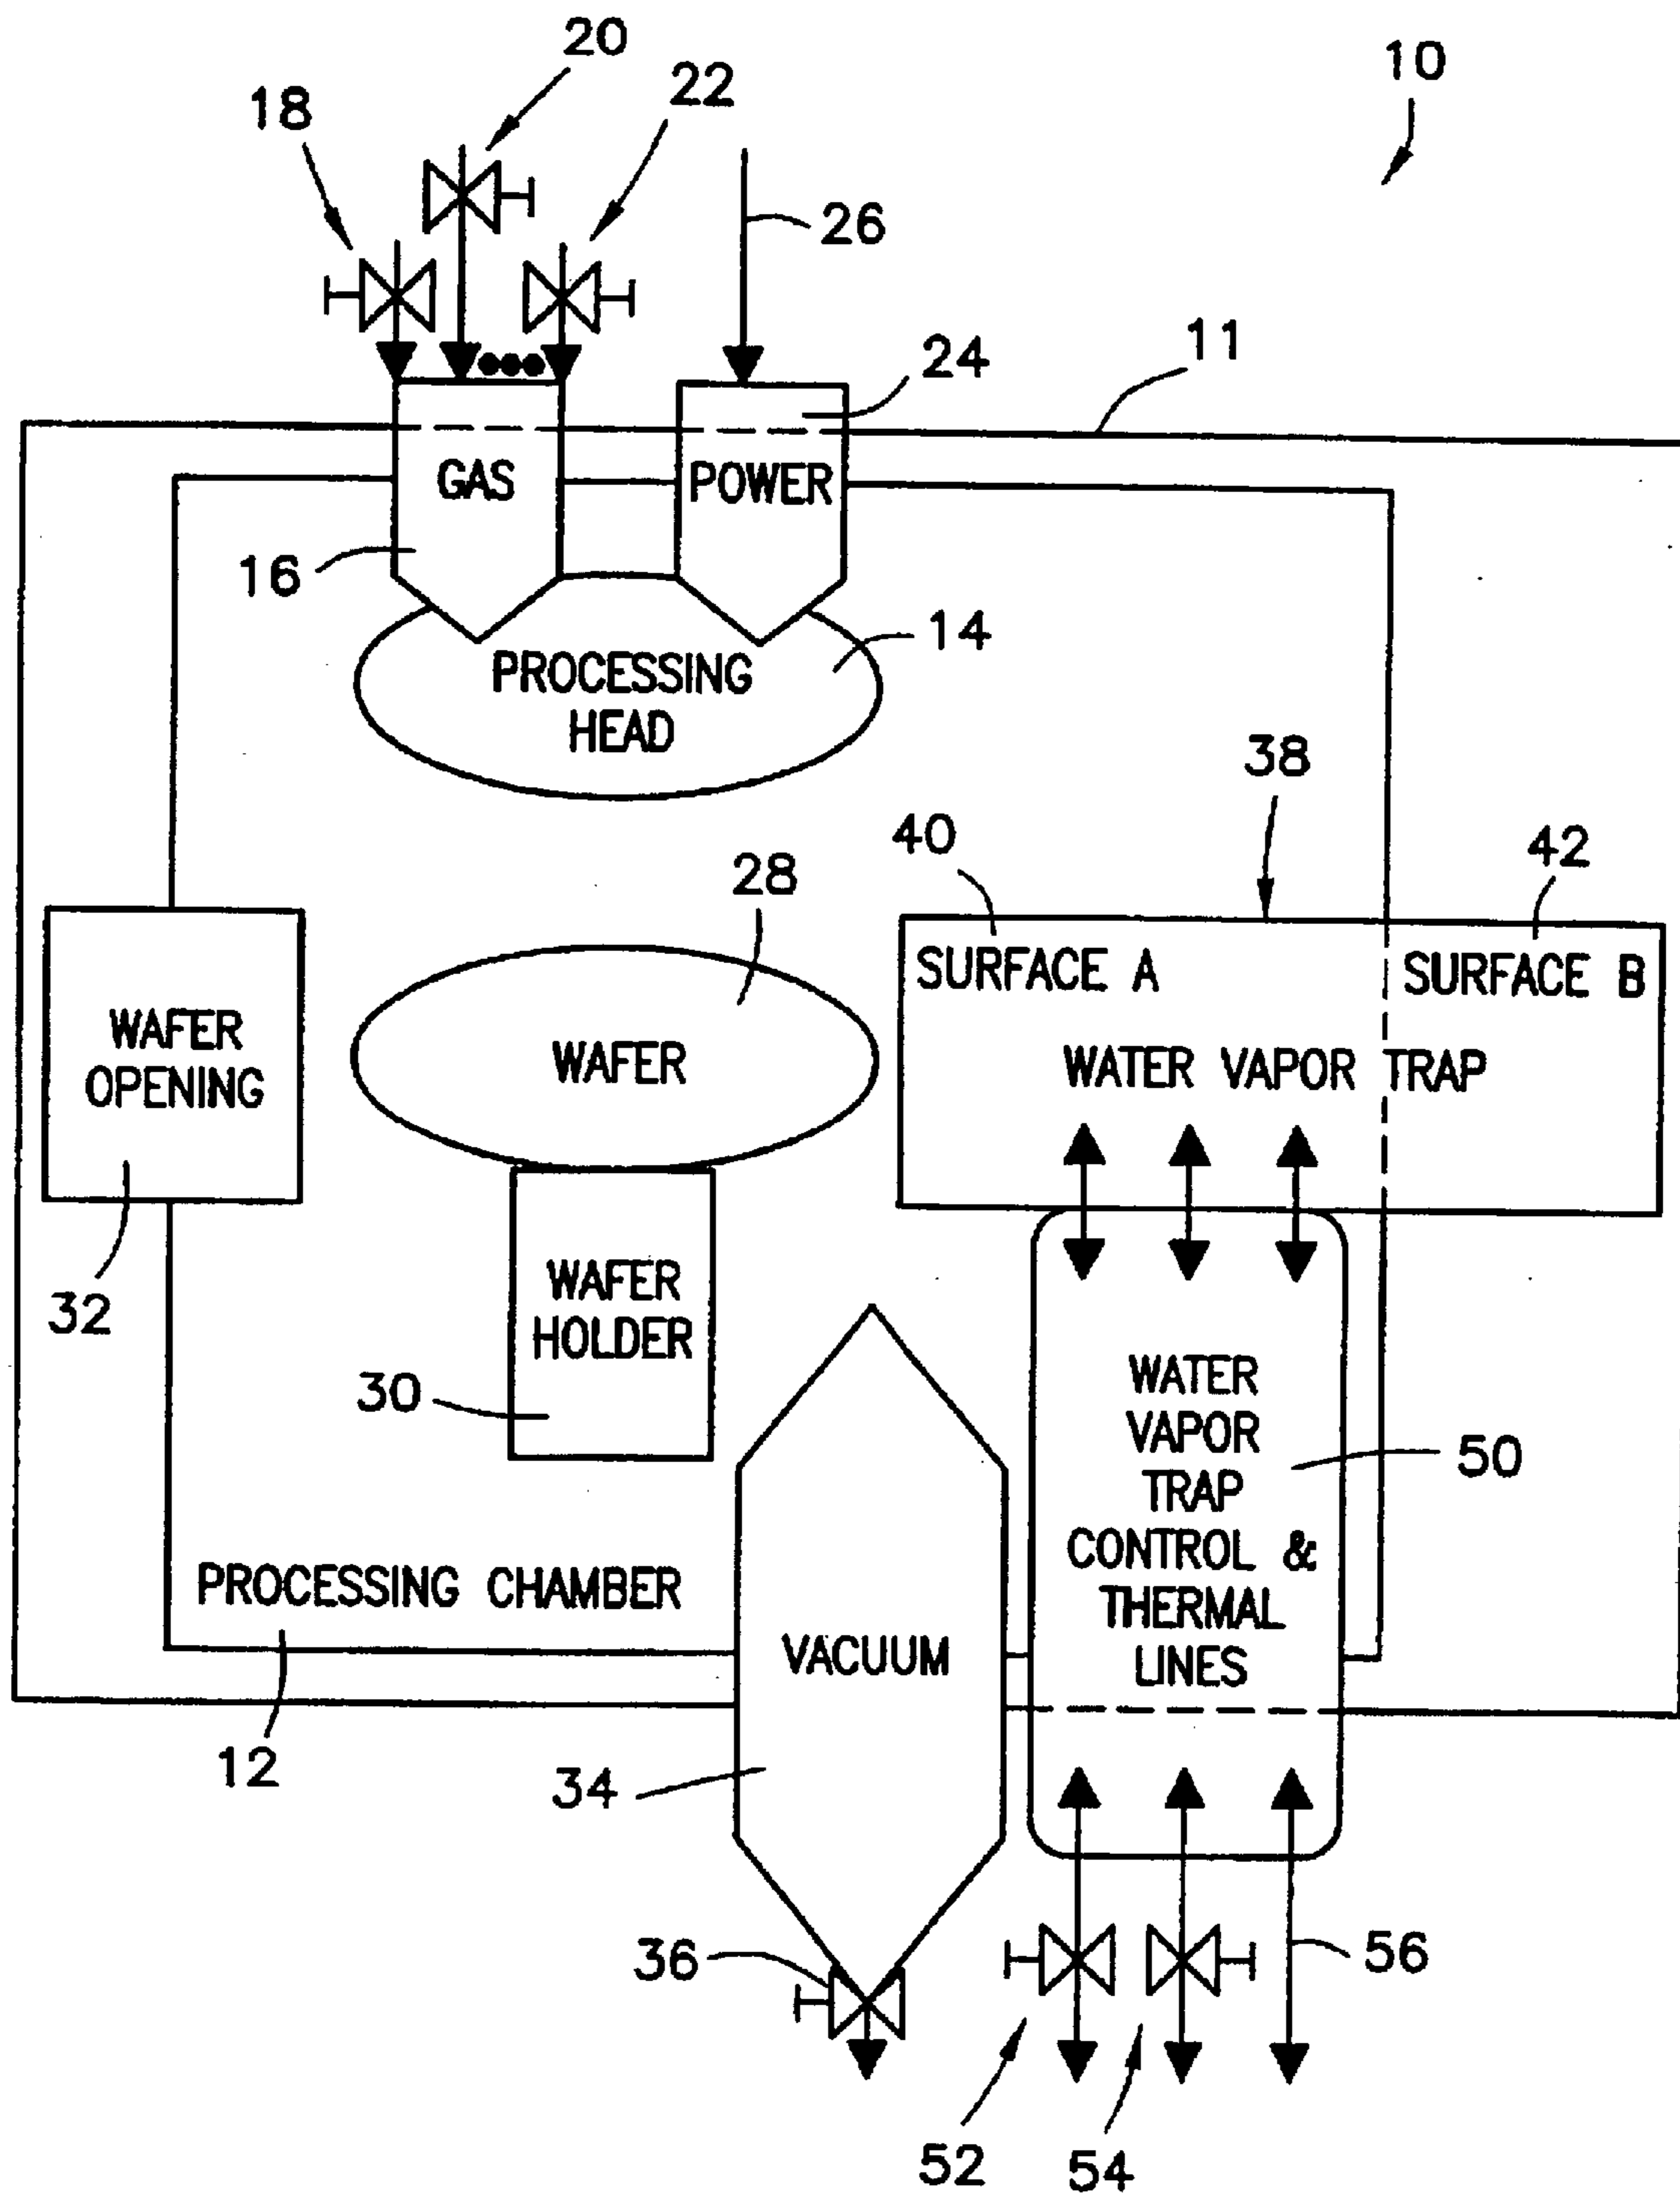 20
10
18
22
26
11
24
GAS
POWER
16
14
PROCESSING
HEAD
38
40
42
28
SURFACE A
SURFACE B
WAFER
OPENING
WAFER
WATER VAPOR TRAP
32
WAFER
HOLDER
30
WATER
VAPOR
TRAP
CONTROL &
THERMAL
LINES
50
PROCESSING CHAMBER
VACUUM
12
34
36
56
52
54